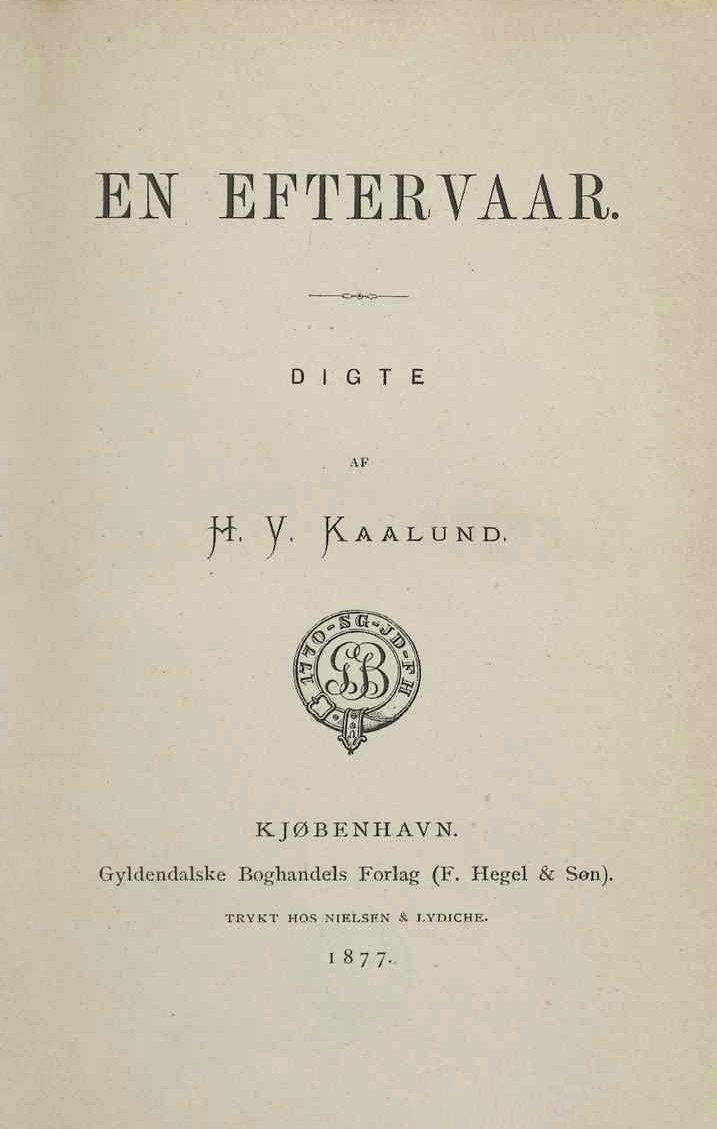 EN EFTERVAAR.
DIGTE
AF
H. V. KAALUND.
1770-SG-JD-FH
GB
KJØBENHAVN.
Gyldendalske Boghandels Forlag (F. Hegel & Søn).
TRYKT HOS NIELSEN & LYDICHE.
1877.